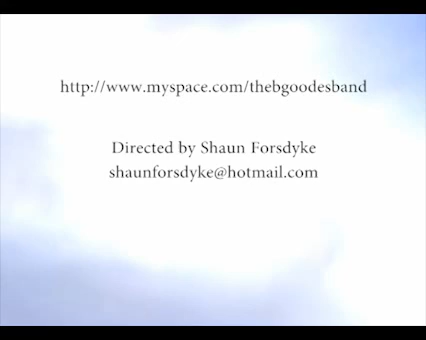 http://www.myspace.com/thebgoodesband
Directed by Shaun Forsdyke
shaunforsdyke@hotmail.com